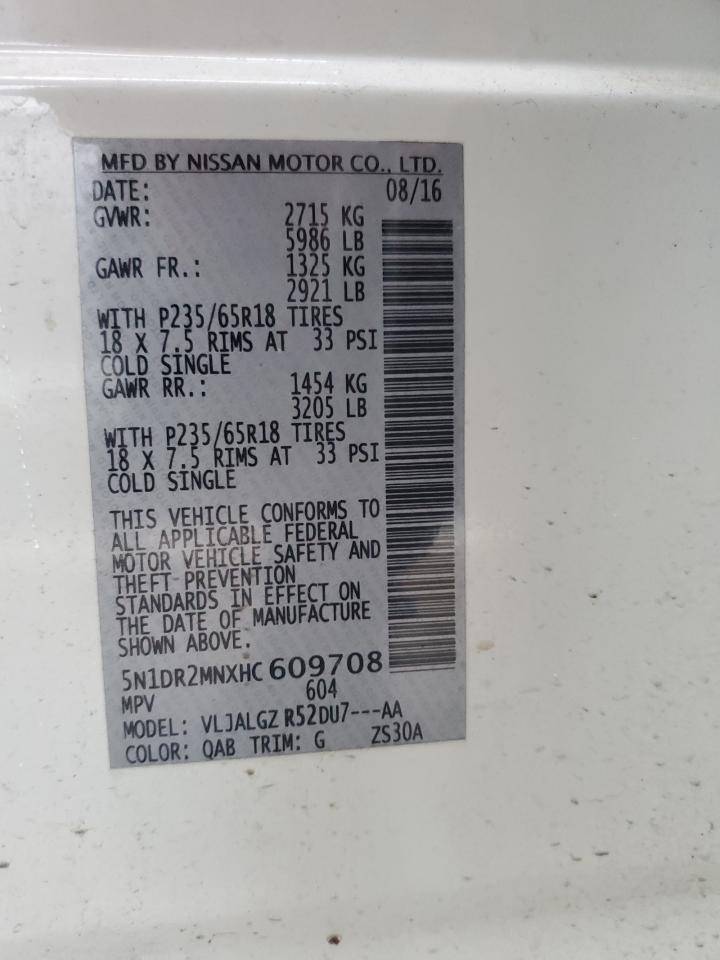 MFD BY NISSAN MOTOR CO., LTD.
DATE: 08/16
GVWR: 2715 KG
5986 LB
GAWR FR.: 1325 KG
2921 LB
WITH P235/65R18 TIRES
18 X 7.5 RIMS AT 33 PSI
COLD SINGLE
GAWR RR.: 1454 KG
3205 LB
WITH P235/65R18 TIRES
18 X 7.5 RIMS AT 33 PSI
COLD SINGLE
THIS VEHICLE CONFORMS TO
ALL APPLICABLE FEDERAL
MOTOR VEHICLE SAFETY AND
THEFT PREVENTION
STANDARDS IN EFFECT ON
THE DATE OF MANUFACTURE
SHOWN ABOVE.
5N1DR2MNXHC 609708
MPV 604
MODEL: VLJALGZ R52DU7---AA
COLOR: QAB TRIM: G ZS30A